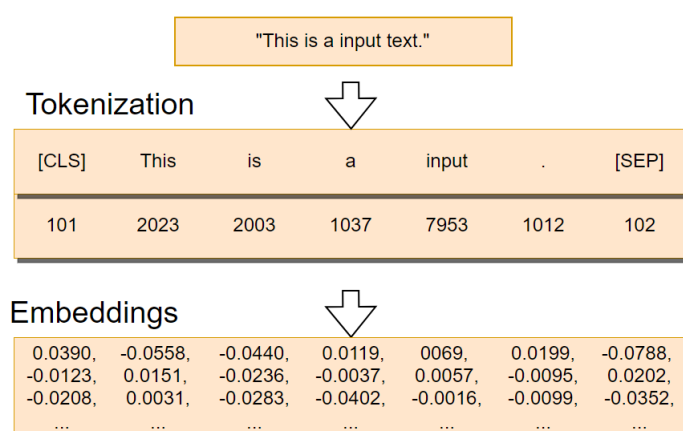 "This is a input text."
Tokenization
[CLS] This is a input . [SEP]
101 2023 2003 1037 7953 1012 102
Embeddings
0.0390, -0.0558, -0.0440, 0.0119, 0069, 0.0199, -0.0788,
-0.0123, 0.0151, -0.0236, -0.0037, 0.0057, -0.0095, 0.0202,
-0.0208, 0.0031, -0.0283, -0.0402, -0.0016, -0.0099, -0.0352,
... ... ... ... ... ... ...